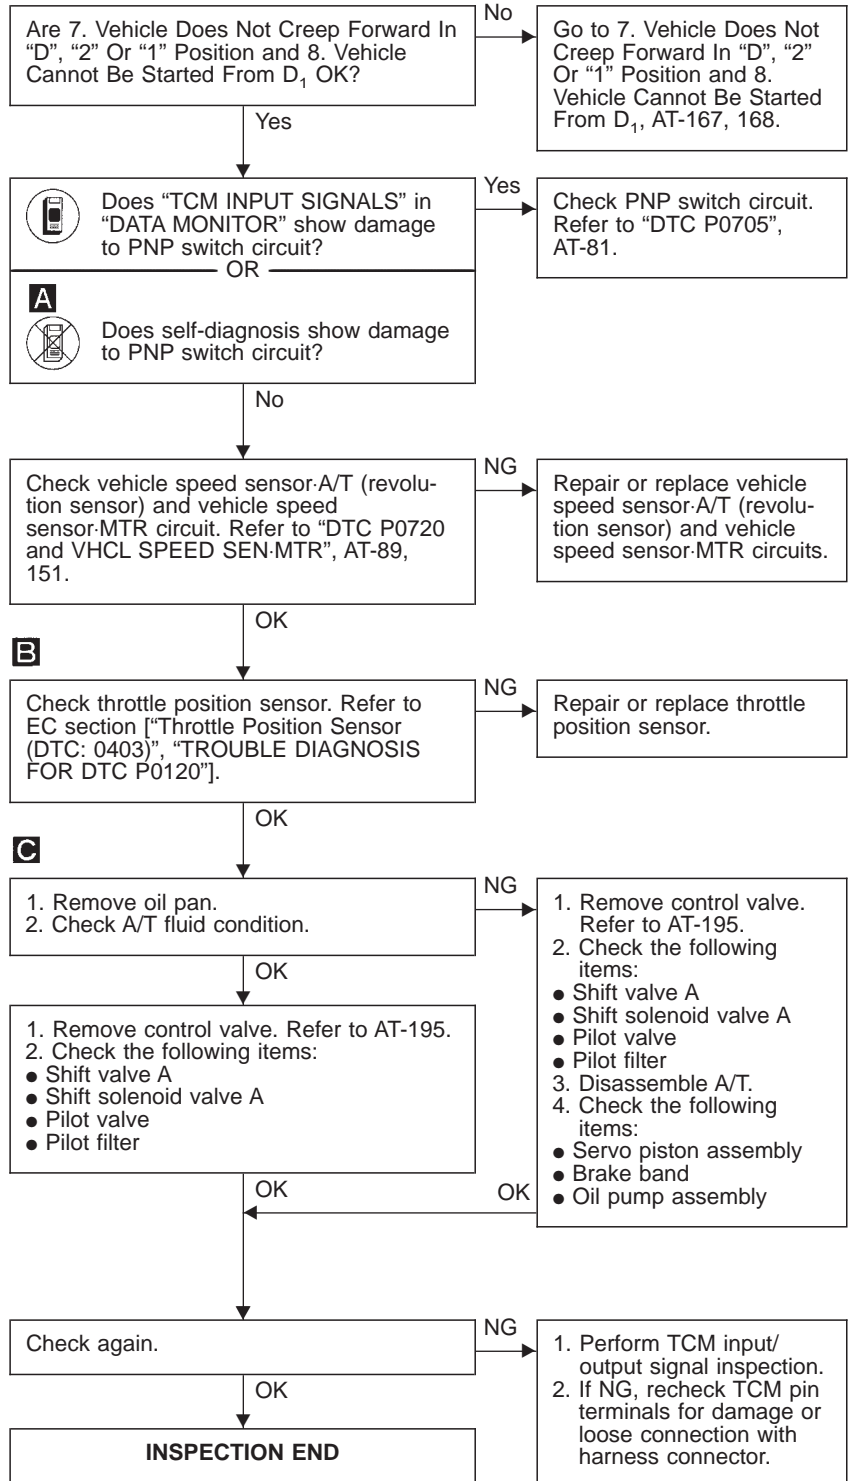 Are 7. Vehicle Does Not Creep Forward In
“D”, “2” Or “1” Position and 8. Vehicle
Cannot Be Started From D₁ OK?
No
Go to 7. Vehicle Does Not
Creep Forward In “D”, “2”
Or “1” Position and 8.
Vehicle Cannot Be Started
From D₁, AT-167, 168.
Yes
Does “TCM INPUT SIGNALS” in
“DATA MONITOR” show damage
to PNP switch circuit?
Yes
Check PNP switch circuit.
Refer to “DTC P0705”,
AT-81.
OR
A
Does self-diagnosis show damage
to PNP switch circuit?
No
Check vehicle speed sensor·A/T (revolu-
tion sensor) and vehicle speed
sensor·MTR circuit. Refer to “DTC P0720
and VHCL SPEED SEN·MTR”, AT-89,
151.
NG
Repair or replace vehicle
speed sensor·A/T (revolu-
tion sensor) and vehicle
speed sensor·MTR circuits.
OK
B
Check throttle position sensor. Refer to
EC section [“Throttle Position Sensor
(DTC: 0403)”, “TROUBLE DIAGNOSIS
FOR DTC P0120”].
NG
Repair or replace throttle
position sensor.
OK
C
1. Remove oil pan.
2. Check A/T fluid condition.
NG
1. Remove control valve.
Refer to AT-195.
2. Check the following
items:
● Shift valve A
● Shift solenoid valve A
● Pilot valve
● Pilot filter
3. Disassemble A/T.
4. Check the following
items:
● Servo piston assembly
● Brake band
● Oil pump assembly
OK
1. Remove control valve. Refer to AT-195.
2. Check the following items:
● Shift valve A
● Shift solenoid valve A
● Pilot valve
● Pilot filter
OK
OK
Check again.
NG
1. Perform TCM input/
output signal inspection.
2. If NG, recheck TCM pin
terminals for damage or
loose connection with
harness connector.
OK
INSPECTION END